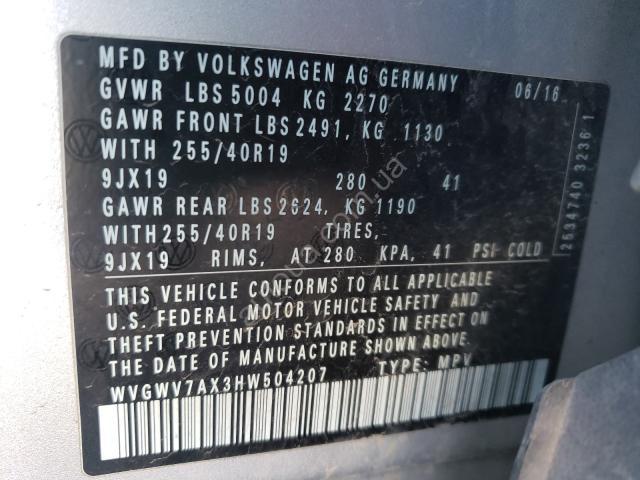 MFD BY VOLKSWAGEN AG GERMANY 06/16
GVWR LBS 5004 KG 2270
GAWR FRONT LBS 2491, KG 1130
WITH 255/40R19
9JX19 280 41
GAWR REAR LBS 2624, KG 1190
WITH 255/40R19 TIRES,
9JX19 RIMS, AT 280 KPA, 41 PSI COLD
THIS VEHICLE CONFORMS TO ALL APPLICABLE
U.S. FEDERAL MOTOR VEHICLE SAFETY AND
THEFT PREVENTION STANDARDS IN EFFECT ON
THE DATE OF MANUFACTURE SHOWN ABOVE.
WVGWV7AX3HW504207 TYPE: MPV
2534740 3236 1